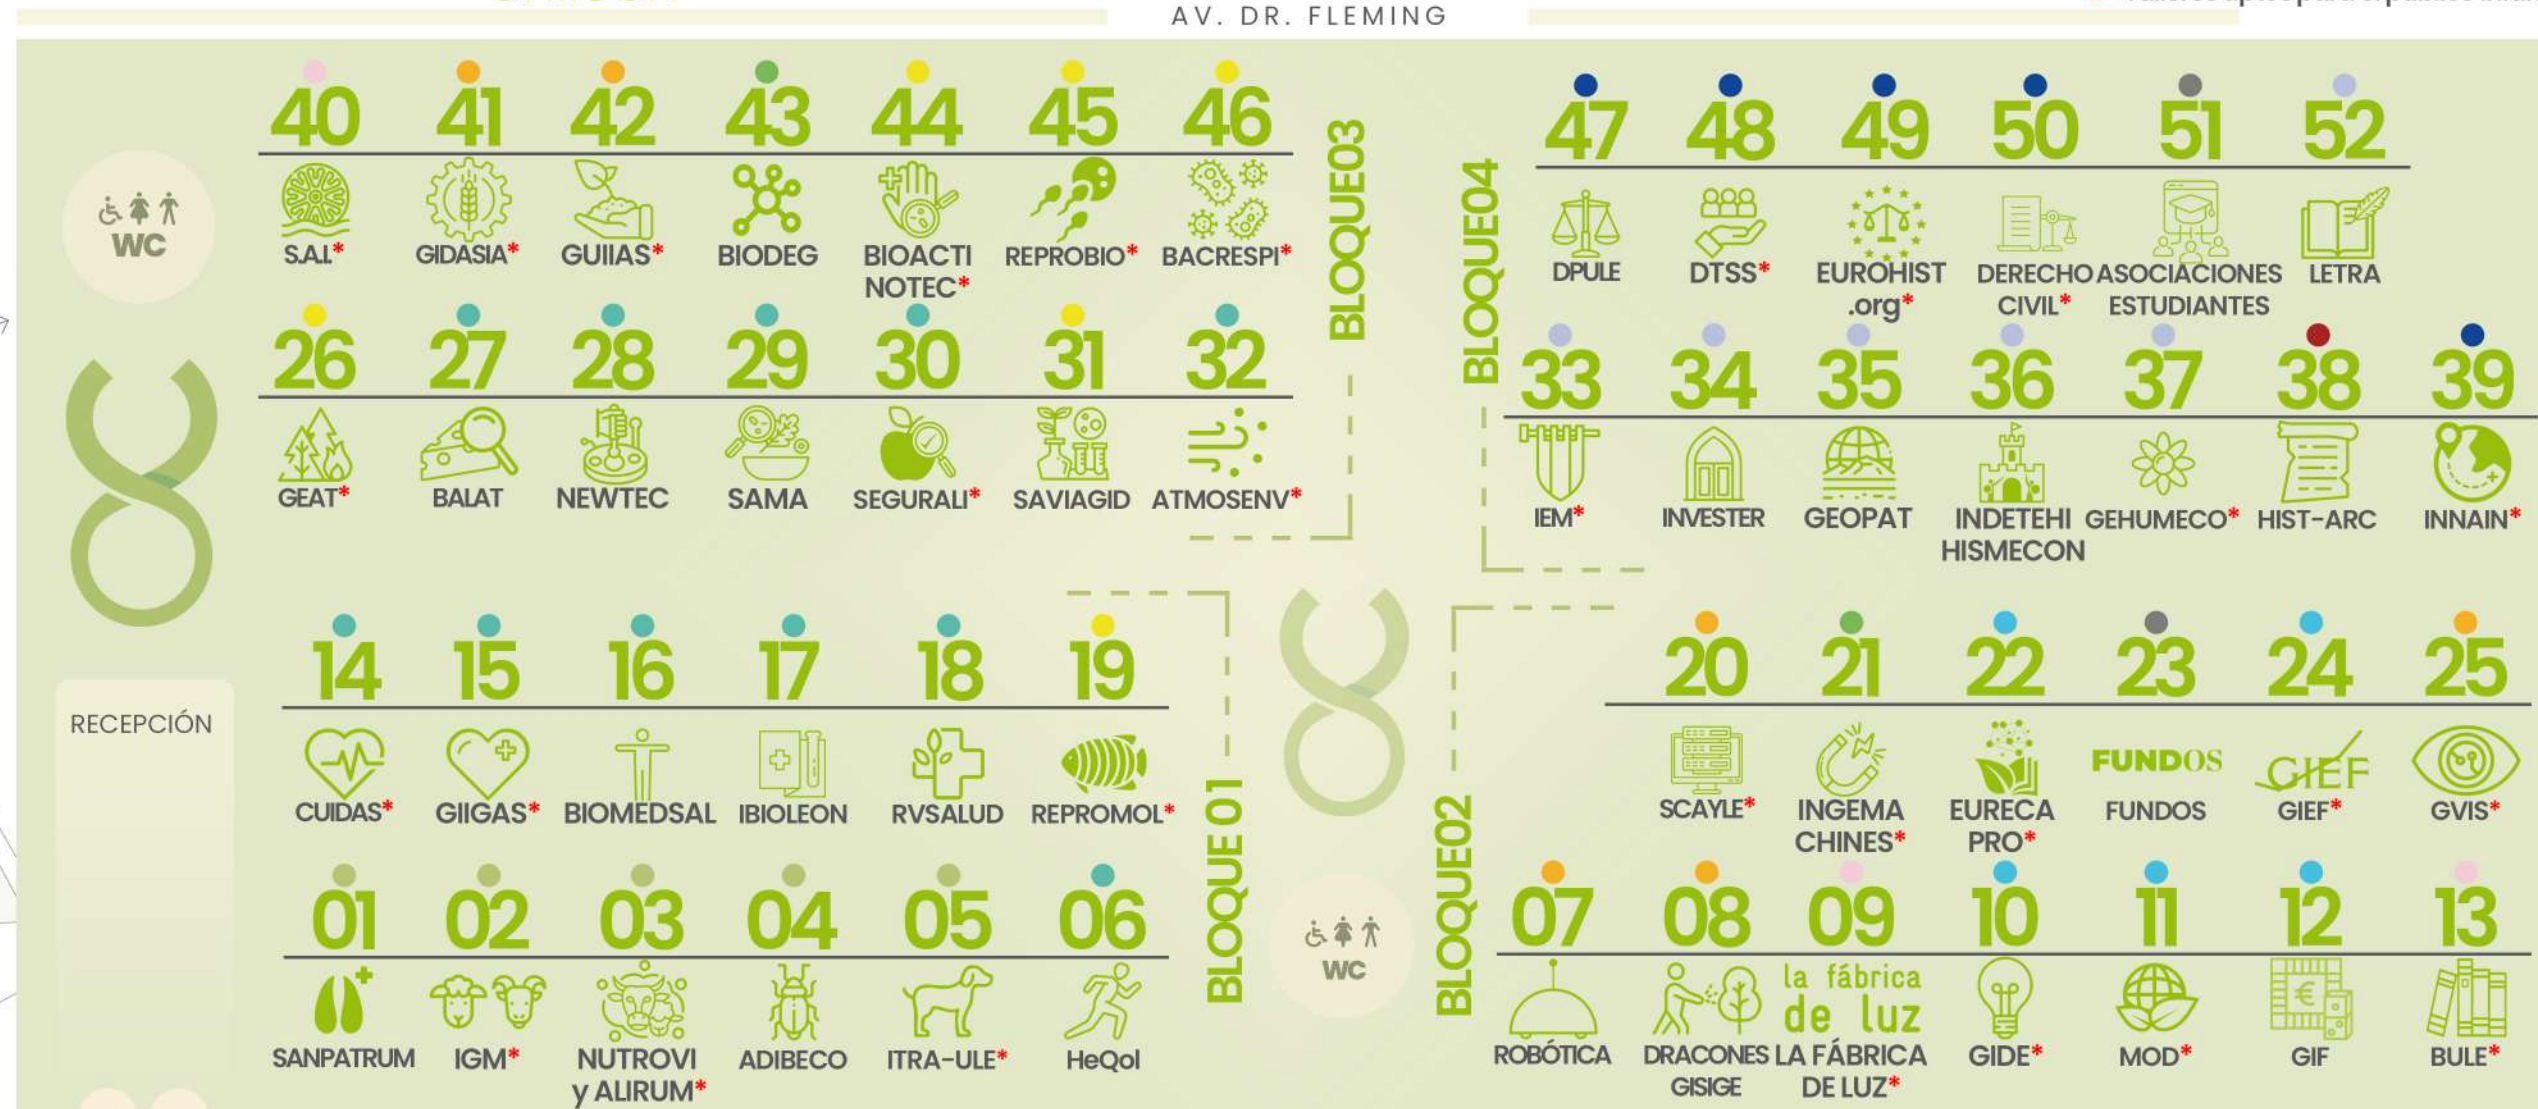 AV. DR. FLEMING
40 41 42 43 44 45 46
S.A.I.* GIDASIA* GUIIAS* BIODEG BIOACTI REPROBIO* BACRESPI*
NOTEC*
WC
26 27 28 29 30 31 32
GEAT* BALAT NEWTEC SAMA SEGURALI* SAVIAGID ATMOSENV*
BLOQUE03
BLOQUE04
47 48 49 50 51 52
DPULE DTSS* EUROHIST DERECHO ASOCIACIONES LETRA
.org* CIVIL* ESTUDIANTES
33 34 35 36 37 38 39
IEM* INVESTER GEOPAT INDETEHI GEHUMECO* HIST-ARC INNAIN*
HISMECON
RECEPCIÓN
14 15 16 17 18 19
CUIDAS* GIIGAS* BIOMEDSAL IBIOLEON RVSALUD REPROMOL*
01 02 03 04 05 06
SANPATRUM IGM* NUTROVI ADIBECO ITRA-ULE* HeQol
y ALIRUM*
BLOQUE 01
WC
BLOQUE02
20 21 22 23 24 25
FUNDOS GIEF
SCAYLE* INGEMA EURECA FUNDOS GIEF* GVIS*
CHINES* PRO*
07 08 09 10 11 12 13
la fábrica
de luz
€
ROBÓTICA DRACONES LA FÁBRICA GIDE* MOD* GIF BULE*
GISIGE DE LUZ*